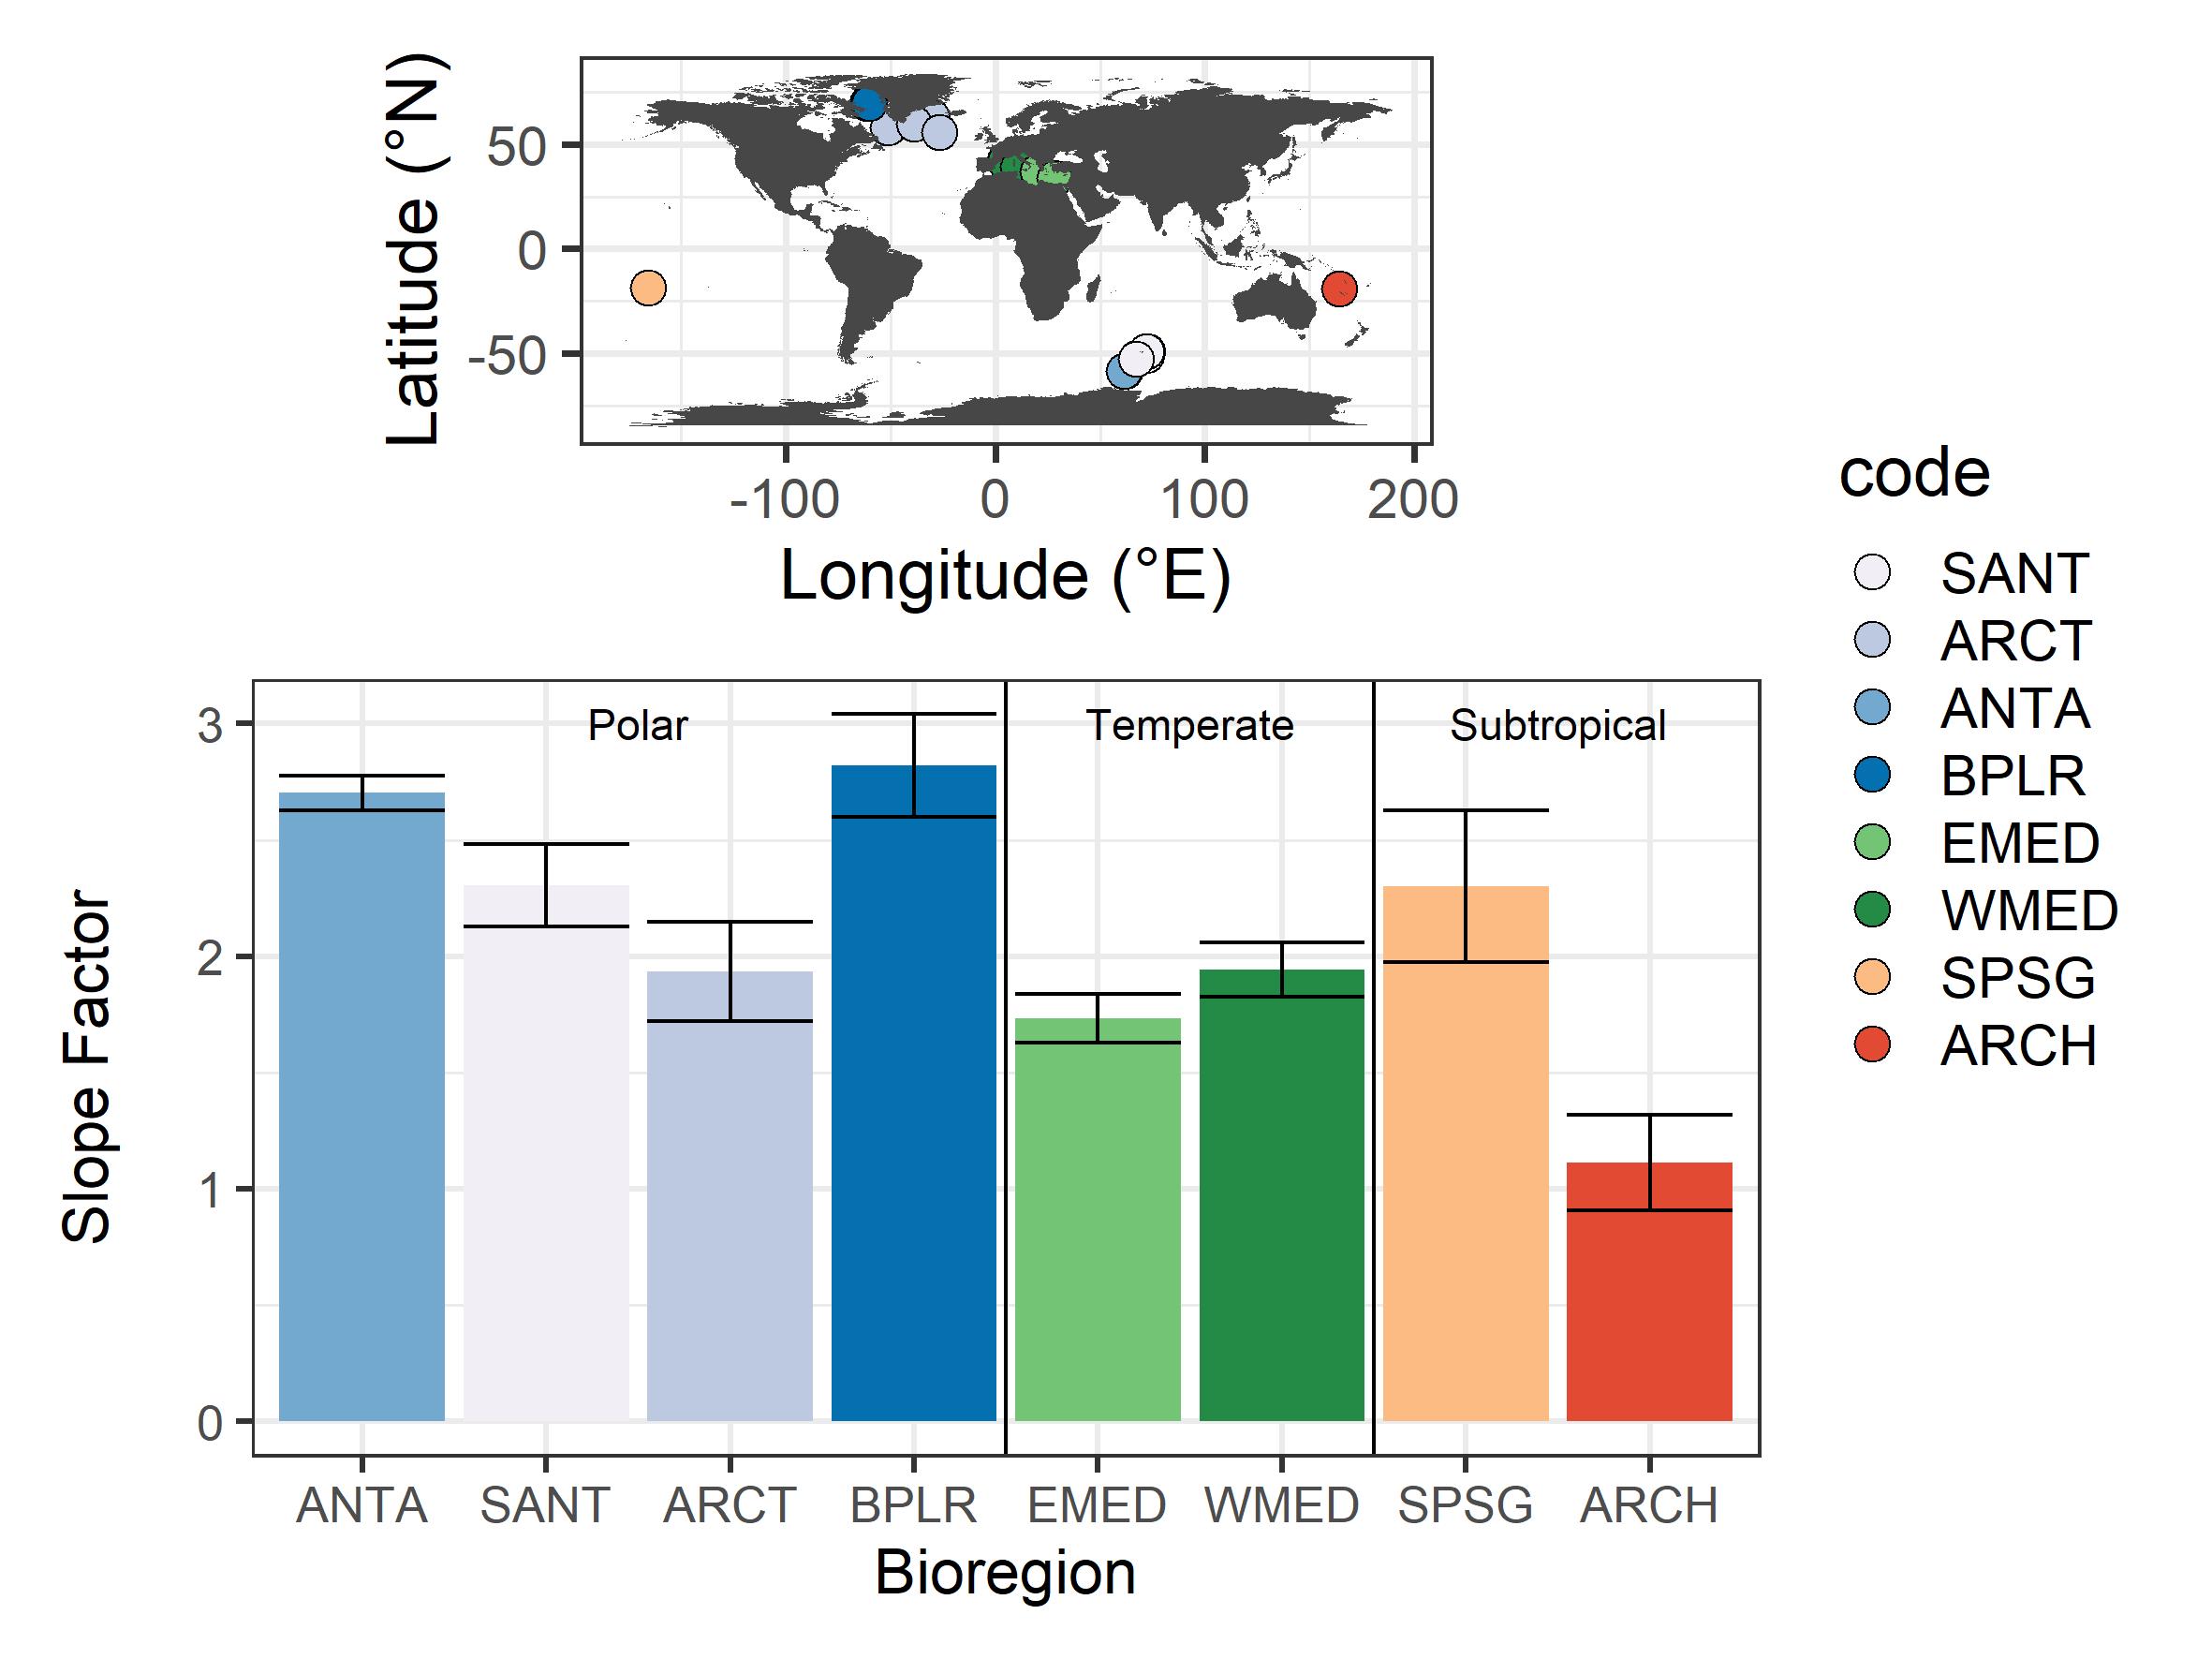 Latitude (°N)
50
0
-50
-100 0 100 200
Longitude (°E)
code
SANT
ARCT
ANTA
BPLR
EMED
WMED
SPSG
ARCH
Slope Factor
3
2
1
0
Polar Temperate Subtropical
ANTA SANT ARCT BPLR EMED WMED SPSG ARCH
Bioregion